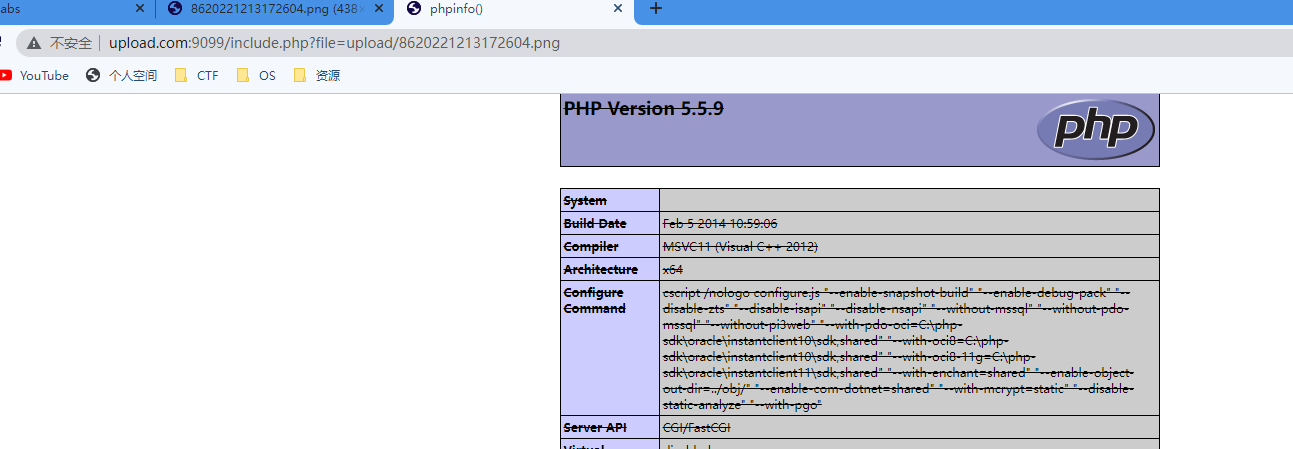 abs
8620221213172604.png (438×
phpinfo()
不安全 | upload.com:9099/include.php?file=upload/8620221213172604.png
YouTube 个人空间 CTF OS 资源
PHP Version 5.5.9
php
System
Build Date Feb 5 2014 10:59:06
Compiler MSVC11 (Visual C++ 2012)
Architecture x64
Configure
Command
cscript /nologo configure.js "--enable-snapshot-build" "--enable-debug-pack" "--
disable-zts" "--disable-isapi" "--disable-nsapi" "--without-mssql" "--without-pdo-
mssql" "--without-pi3web" "--with-pdo-oci=C:\php-
sdk\oracle\instantclient10\sdk,shared" "--with-oci8=C:\php-
sdk\oracle\instantclient10\sdk,shared" "--with-oci8-11g=C:\php-
sdk\oracle\instantclient11\sdk,shared" "--with-enchant=shared" "--enable-object-
out-dir=../obj/" "--enable-com-dotnet=shared" "--with-mcrypt=static" "--disable-
static-analyze" "--with-pgo"
Server API CGI/FastCGI
Virtual disabled